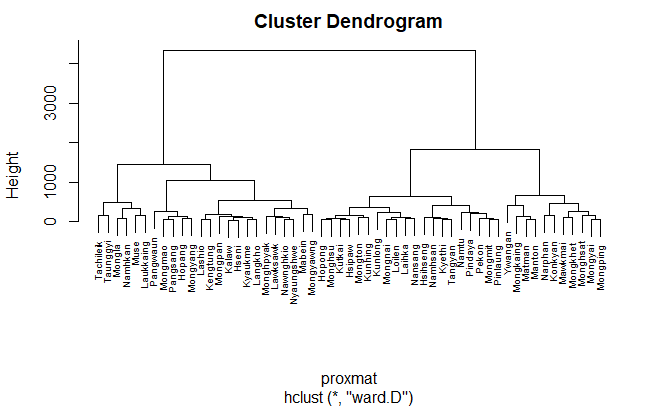 Cluster Dendrogram
Height
0
1000
3000
Tachileik
Taunggyi
Mongla
Namhkan
Muse
Laukkaing
Pangwaun
Mongmao
Pangsang
Hopang
Mongyang
Lashio
Kengtung
Mongpan
Kalaw
Hseni
Kyaukme
Langkho
Monghpyak
Lawksawk
Nawnghkio
Nyaungshwe
Mabein
Mongyawng
Hopong
Monghsu
Kutkai
Hsipaw
Mongton
Kunhing
Kunlong
Mongnai
Loilen
Laihka
Nansang
Hsihseng
Namhsan
Kyethi
Tangyan
Namtu
Pindaya
Pekon
Mongmit
Pinlaung
Ywangan
Mongkaing
Matman
Manton
Narphan
Konkyan
Mawkmai
Mongkhet
Monghsat
Mongyai
Mongping
proxmat
hclust (*, "ward.D")